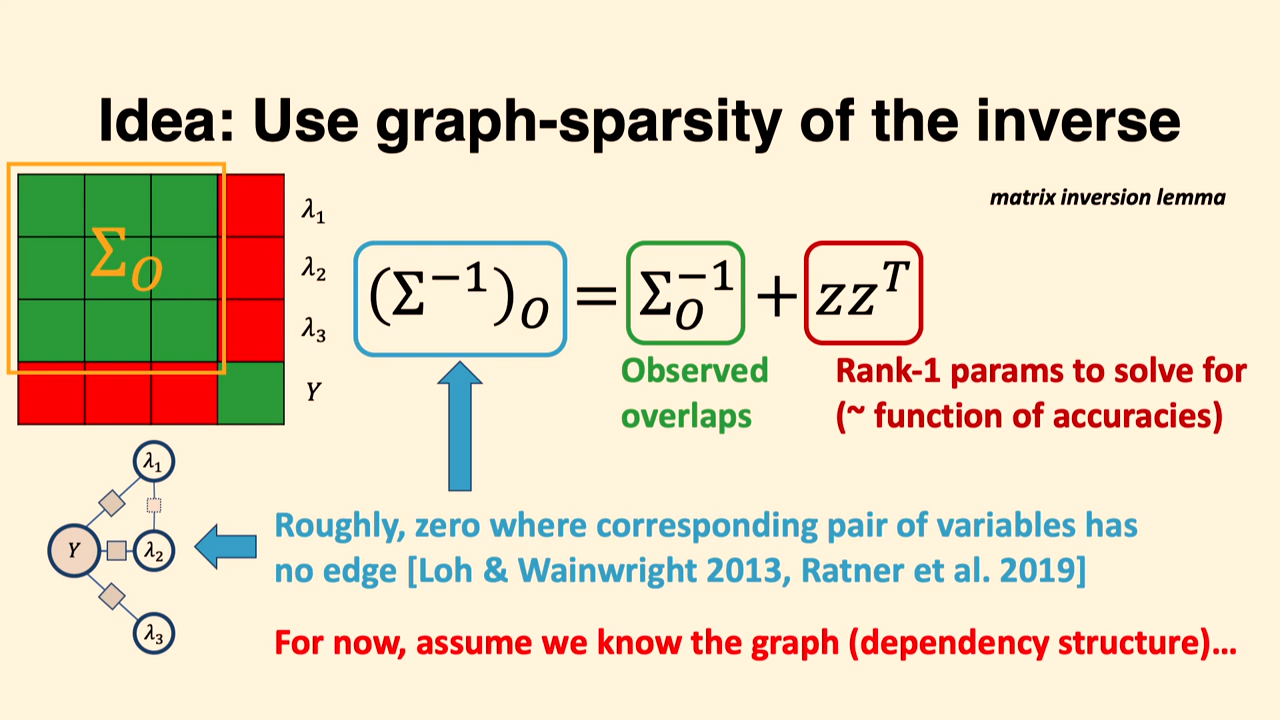 Idea: Use graph-sparsity of the inverse
matrix inversion lemma
Σ_O
λ₁
λ₂
λ₃
Y
(Σ⁻¹)_O = Σ_O⁻¹ + zzᵀ
Observed
overlaps
Rank-1 params to solve for
(~ function of accuracies)
λ₁
Y
λ₂
λ₃
Roughly, zero where corresponding pair of variables has
no edge [Loh & Wainwright 2013, Ratner et al. 2019]
For now, assume we know the graph (dependency structure)…